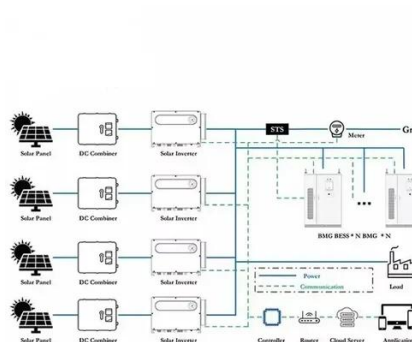 STS
Meter
Solar Panel DC Combiner Solar Inverter
Solar Panel DC Combiner Solar Inverter
BMG BESS * N BMG * N
Solar Panel DC Combiner Solar Inverter
Power
Communication
Load
Solar Panel DC Combiner Solar Inverter
Controller Router Cloud Server